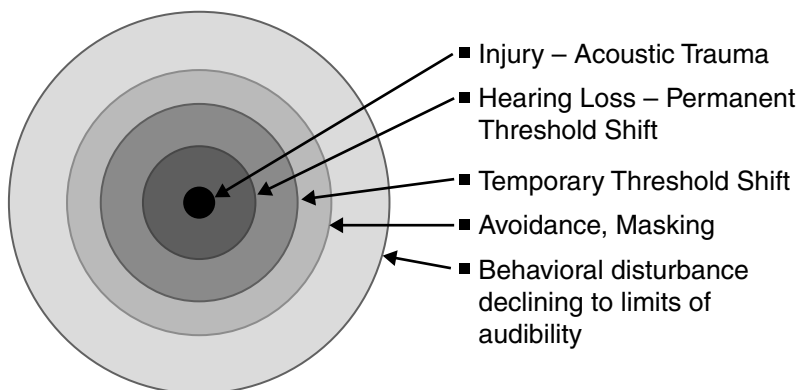 ■ Injury – Acoustic Trauma
■ Hearing Loss – Permanent
Threshold Shift
■ Temporary Threshold Shift
■ Avoidance, Masking
■ Behavioral disturbance
declining to limits of
audibility